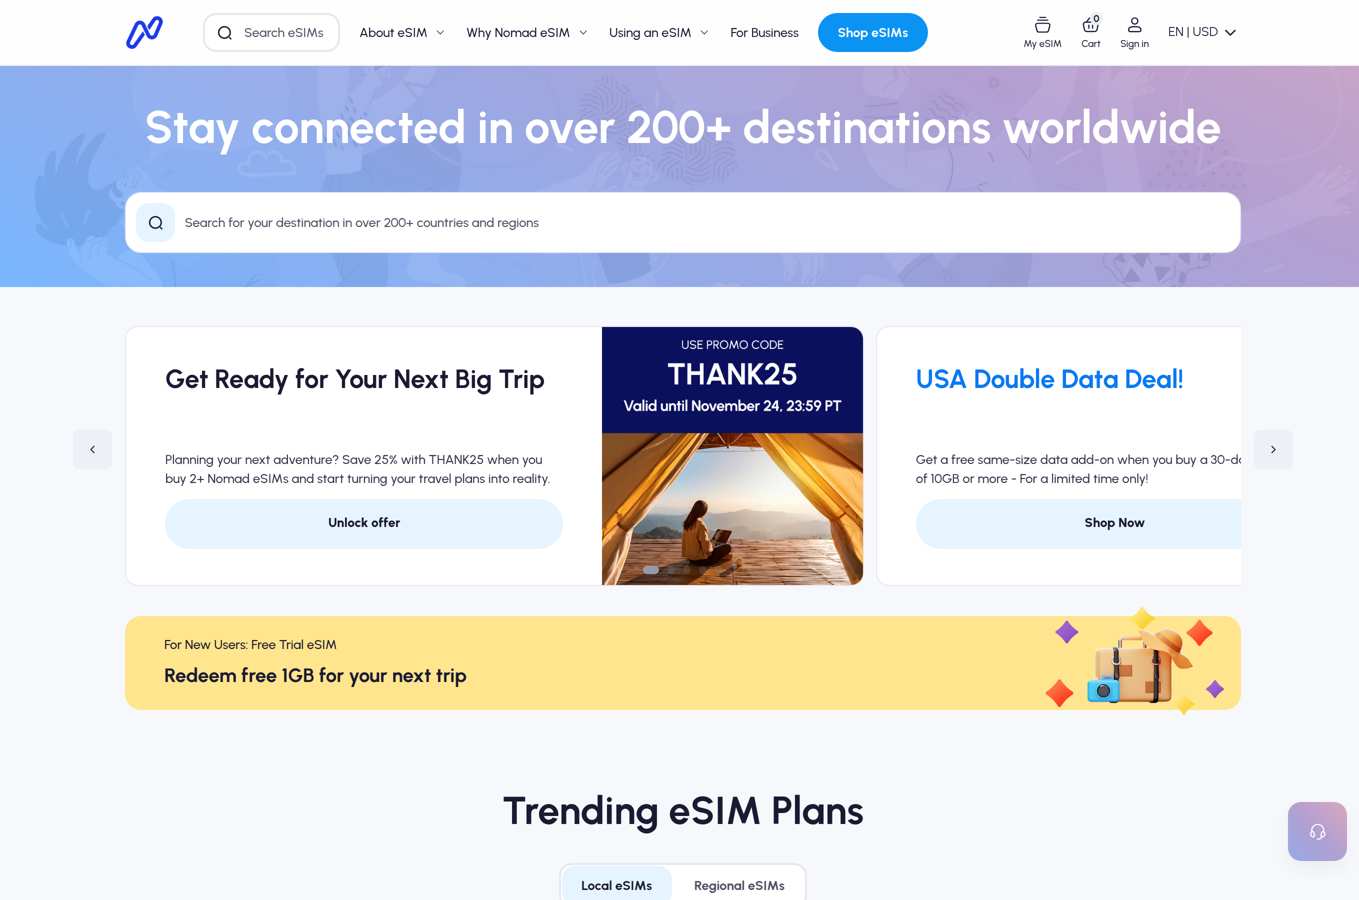 Search eSIMs
About eSIM
Why Nomad eSIM
Using an eSIM
For Business
Shop eSIMs
My eSIM
0
Cart
Sign in
EN | USD
Stay connected in over 200+ destinations worldwide
Search for your destination in over 200+ countries and regions
Get Ready for Your Next Big Trip
Planning your next adventure? Save 25% with THANK25 when you
buy 2+ Nomad eSIMs and start turning your travel plans into reality.
Unlock offer
USE PROMO CODE
THANK25
Valid until November 24, 23:59 PT
USA Double Data Deal!
Get a free same-size data add-on when you buy a 30-da
of 10GB or more - For a limited time only!
Shop Now
For New Users: Free Trial eSIM
Redeem free 1GB for your next trip
Trending eSIM Plans
Local eSIMs
Regional eSIMs